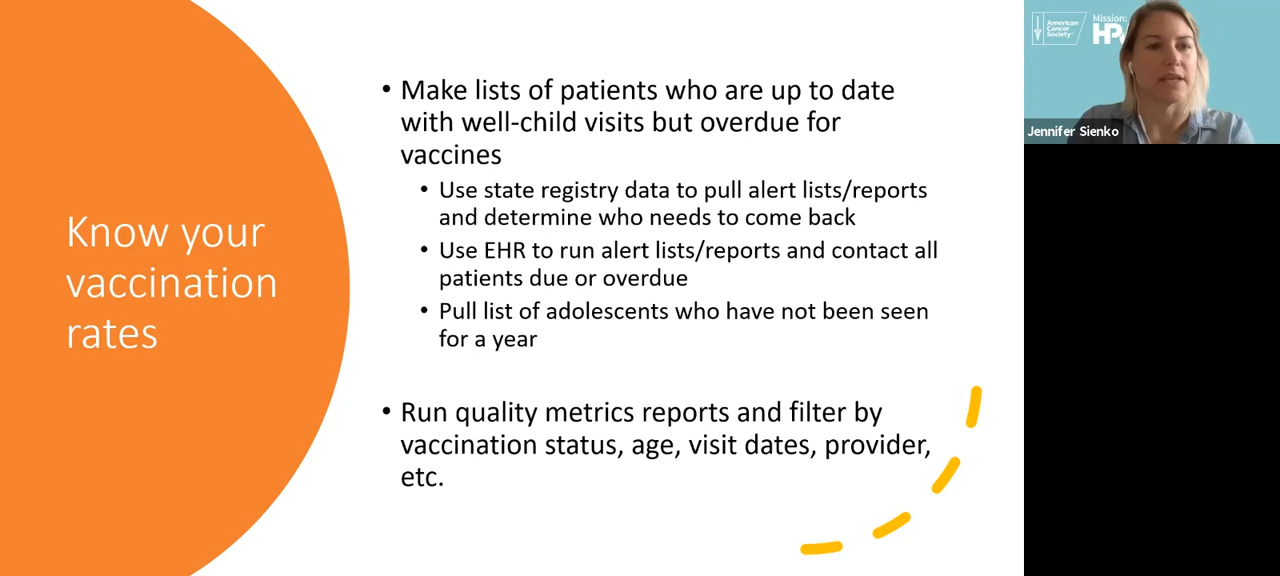 Know your
vaccination
rates
• Make lists of patients who are up to date
with well-child visits but overdue for
vaccines
• Use state registry data to pull alert lists/reports
and determine who needs to come back
• Use EHR to run alert lists/reports and contact all
patients due or overdue
• Pull list of adolescents who have not been seen
for a year
• Run quality metrics reports and filter by
vaccination status, age, visit dates, provider,
etc.
American
Cancer
Society
Mission:
HP
Jennifer Sienko